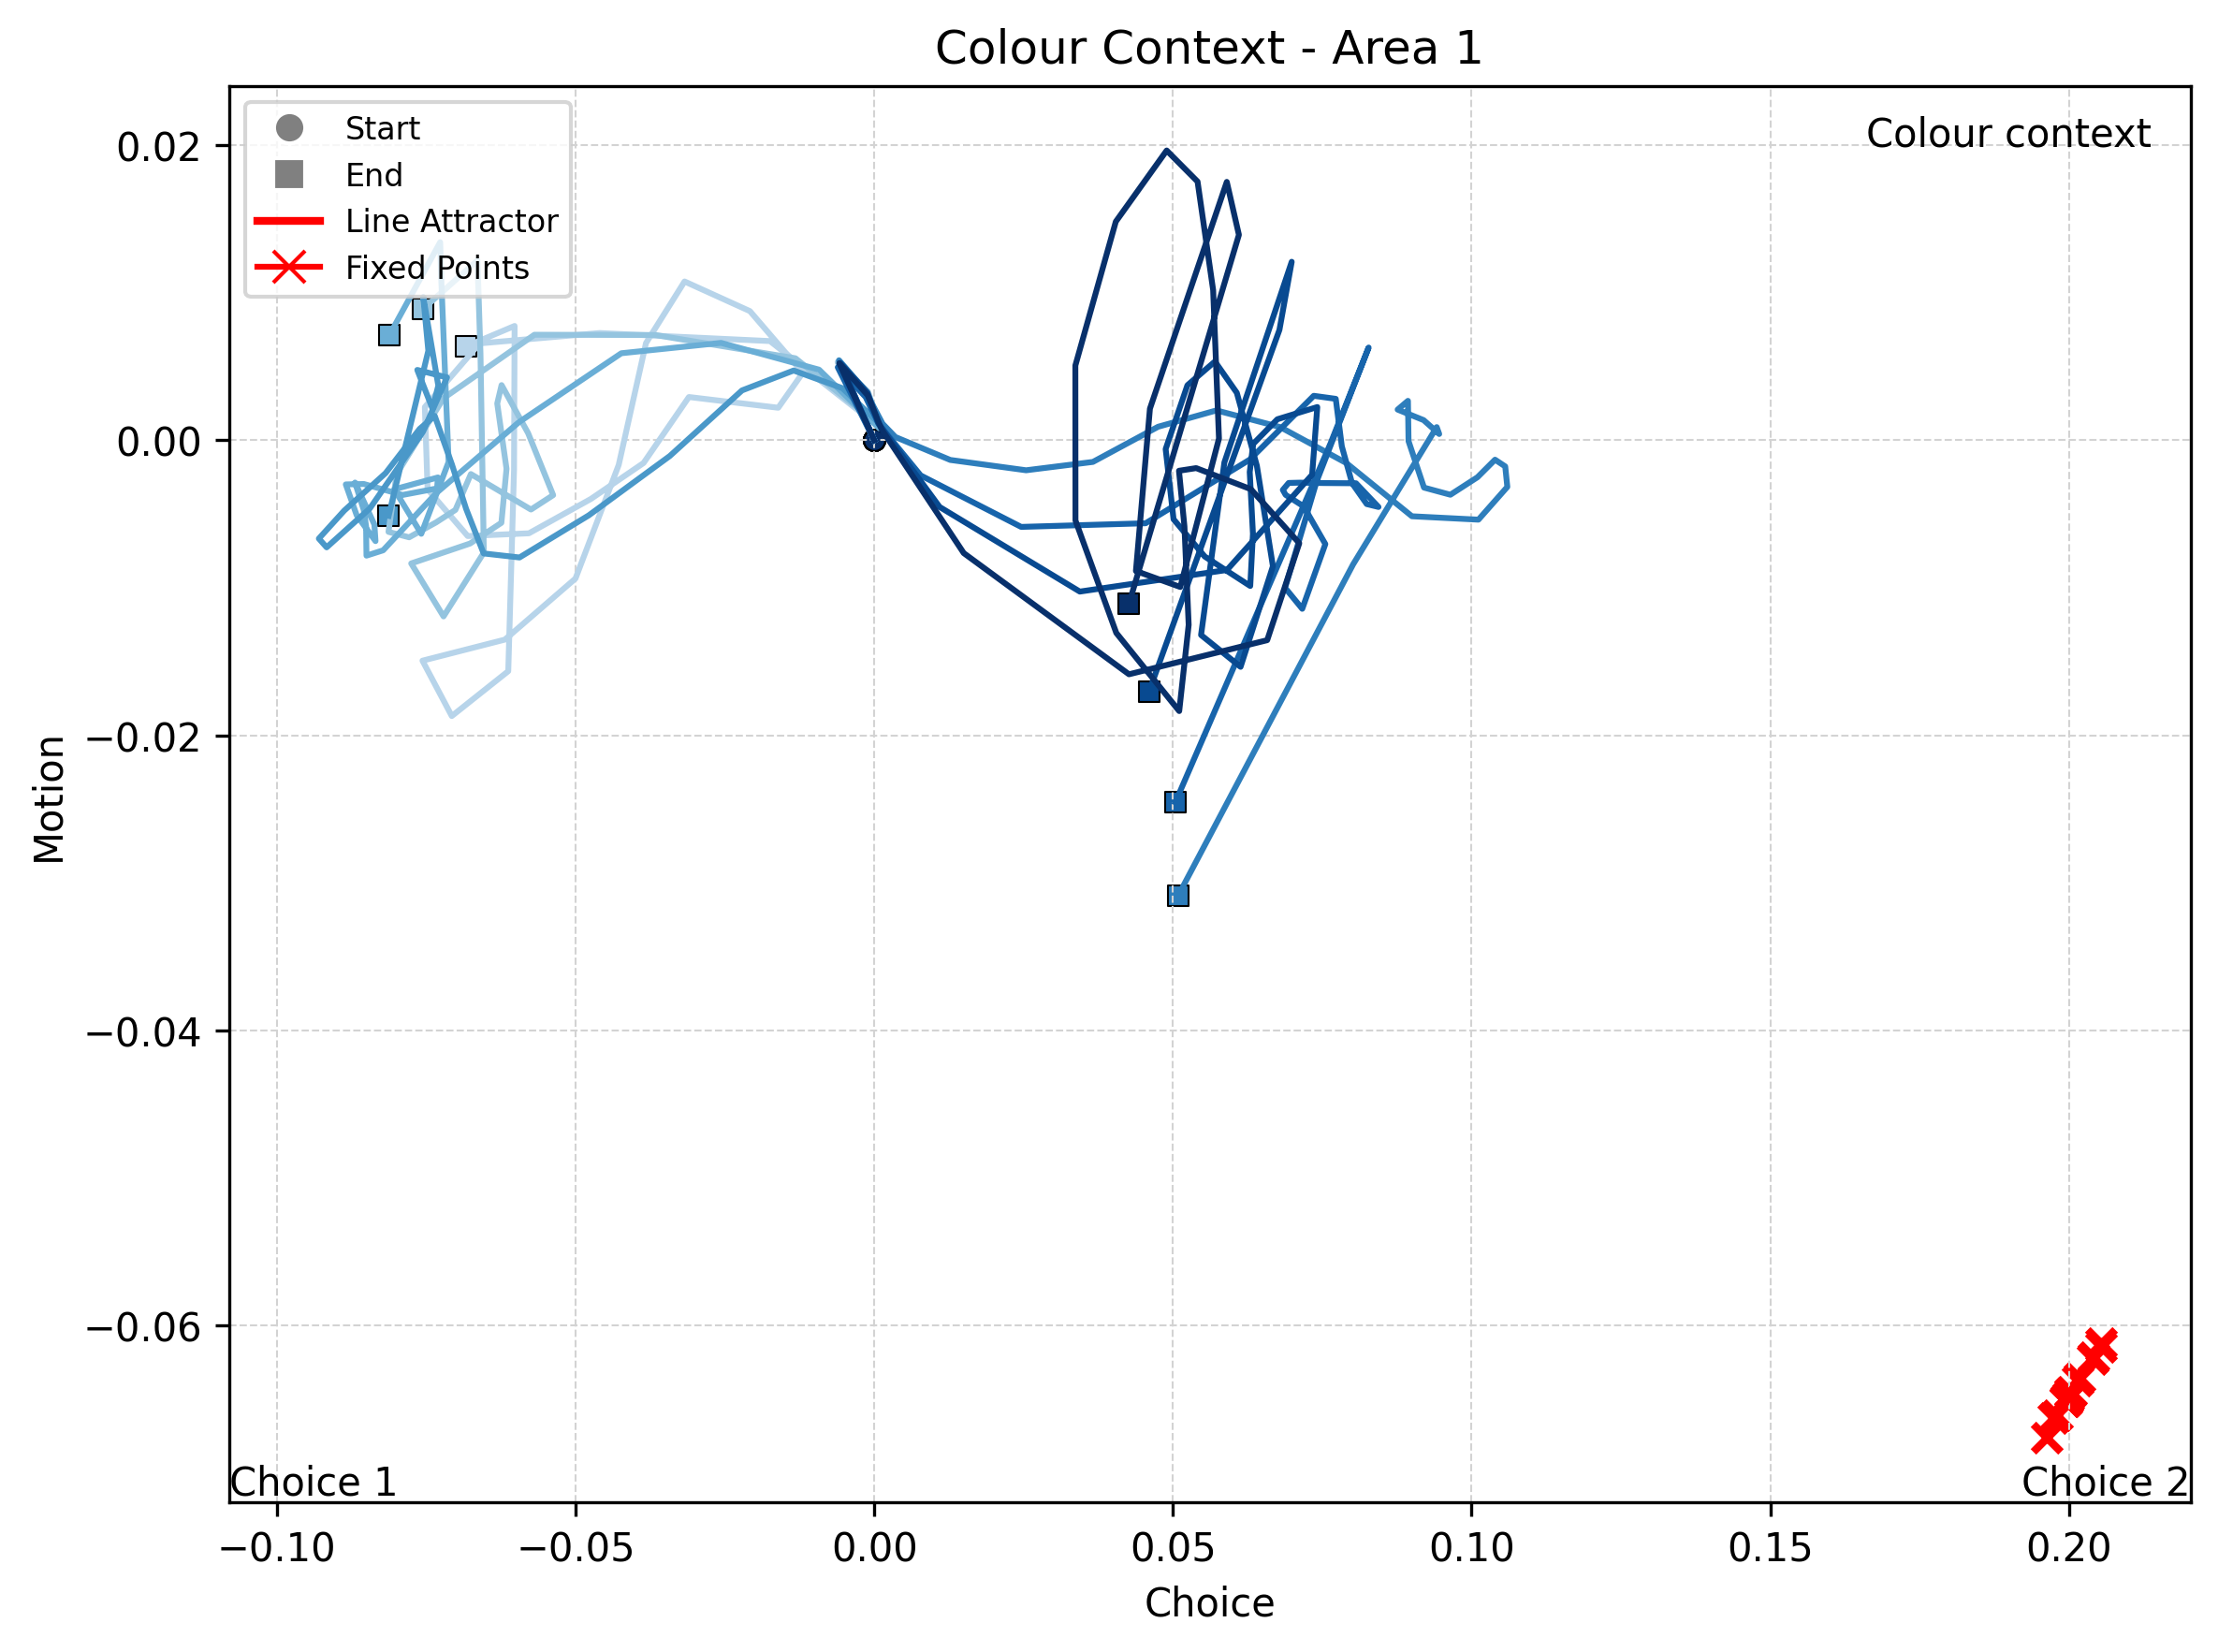 Colour Context - Area 1
Start
End
Line Attractor
Fixed Points
Colour context
0.02
0.00
−0.02
−0.04
−0.06
Motion
Choice 1
Choice 2
−0.10
−0.05
0.00
0.05
0.10
0.15
0.20
Choice